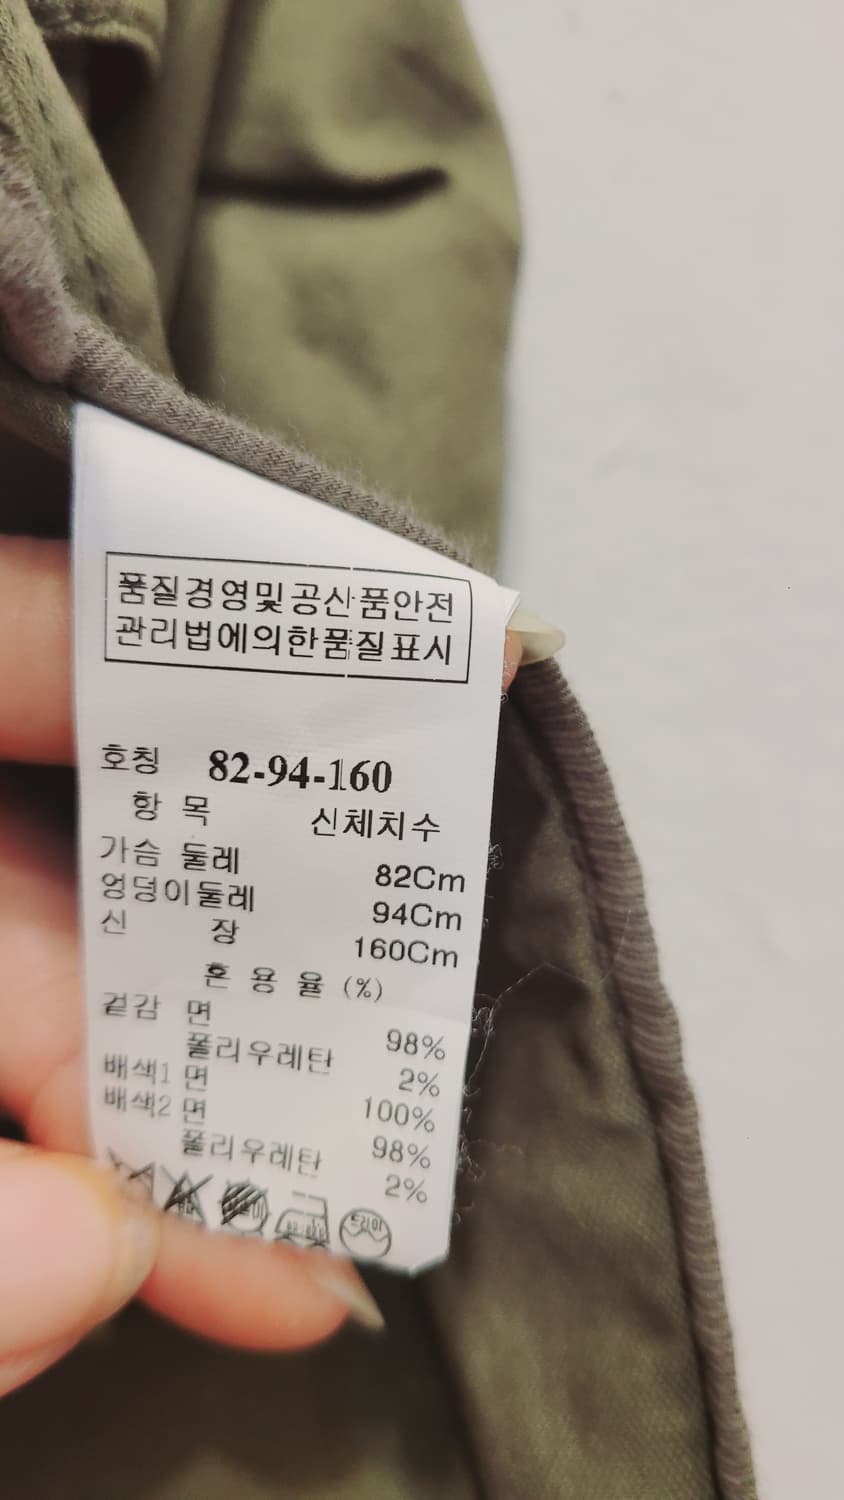 품질경영및공산품안전
관리법에의한품질표시
호칭 82-94-160
항 목 신체치수
가슴 둘레 82Cm
엉덩이둘레 94Cm
신 장 160Cm
혼 용 율 (%)
겉감 면 98%
폴리우레탄 2%
배색1 면 100%
배색2 면 98%
폴리우레탄 2%
드라이